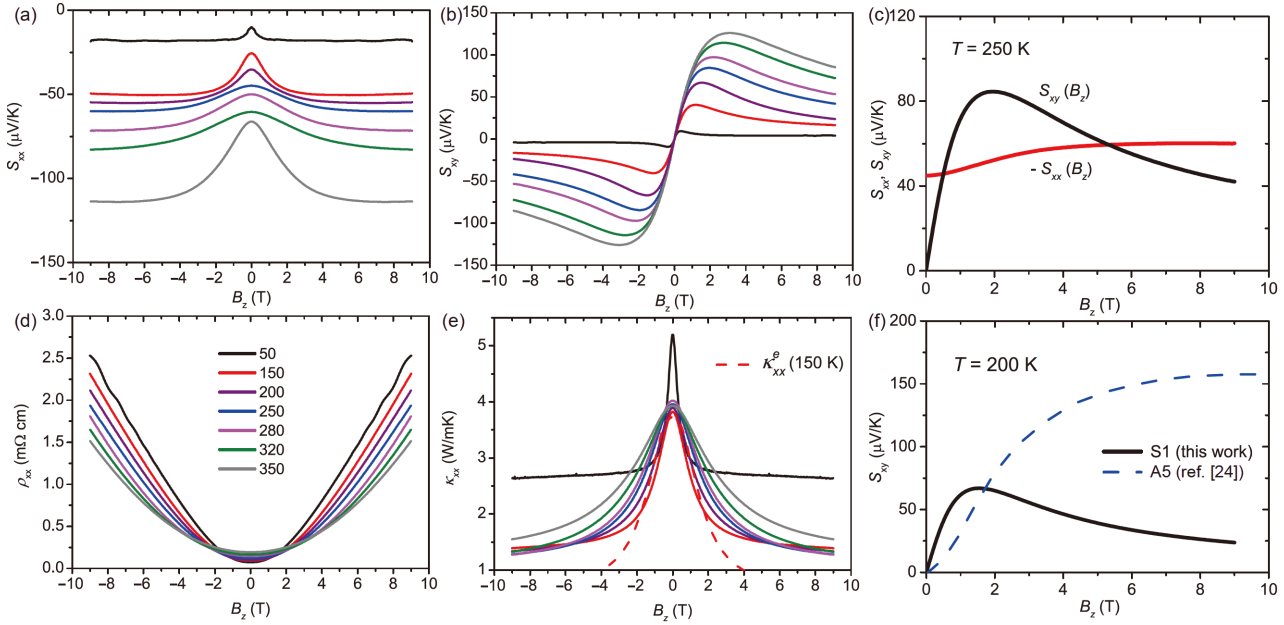 (a)
0
−50
−100
−150
S_xx (μV/K)
−10 −8 −6 −4 −2 0 2 4 6 8 10
B_z (T)
(b)
150
100
50
0
−50
−100
−150
S_xy (μV/K)
−10 −8 −6 −4 −2 0 2 4 6 8 10
B_z (T)
(c)
120
80
40
0
S_xx, S_xy (μV/K)
T = 250 K
S_xy (B_z)
- S_xx (B_z)
0 2 4 6 8 10
B_z (T)
(d)
3.0
2.5
2.0
1.5
1.0
0.5
0.0
ρ_xx (mΩ cm)
50
150
200
250
280
320
350
−10 −8 −6 −4 −2 0 2 4 6 8 10
B_z (T)
(e)
5
4
3
2
1
κ_xx (W/mK)
κ^e_xx (150 K)
−10 −8 −6 −4 −2 0 2 4 6 8 10
B_z (T)
(f)
200
150
100
50
0
S_xy (μV/K)
T = 200 K
S1 (this work)
A5 (ref. [24])
0 2 4 6 8 10
B_z (T)